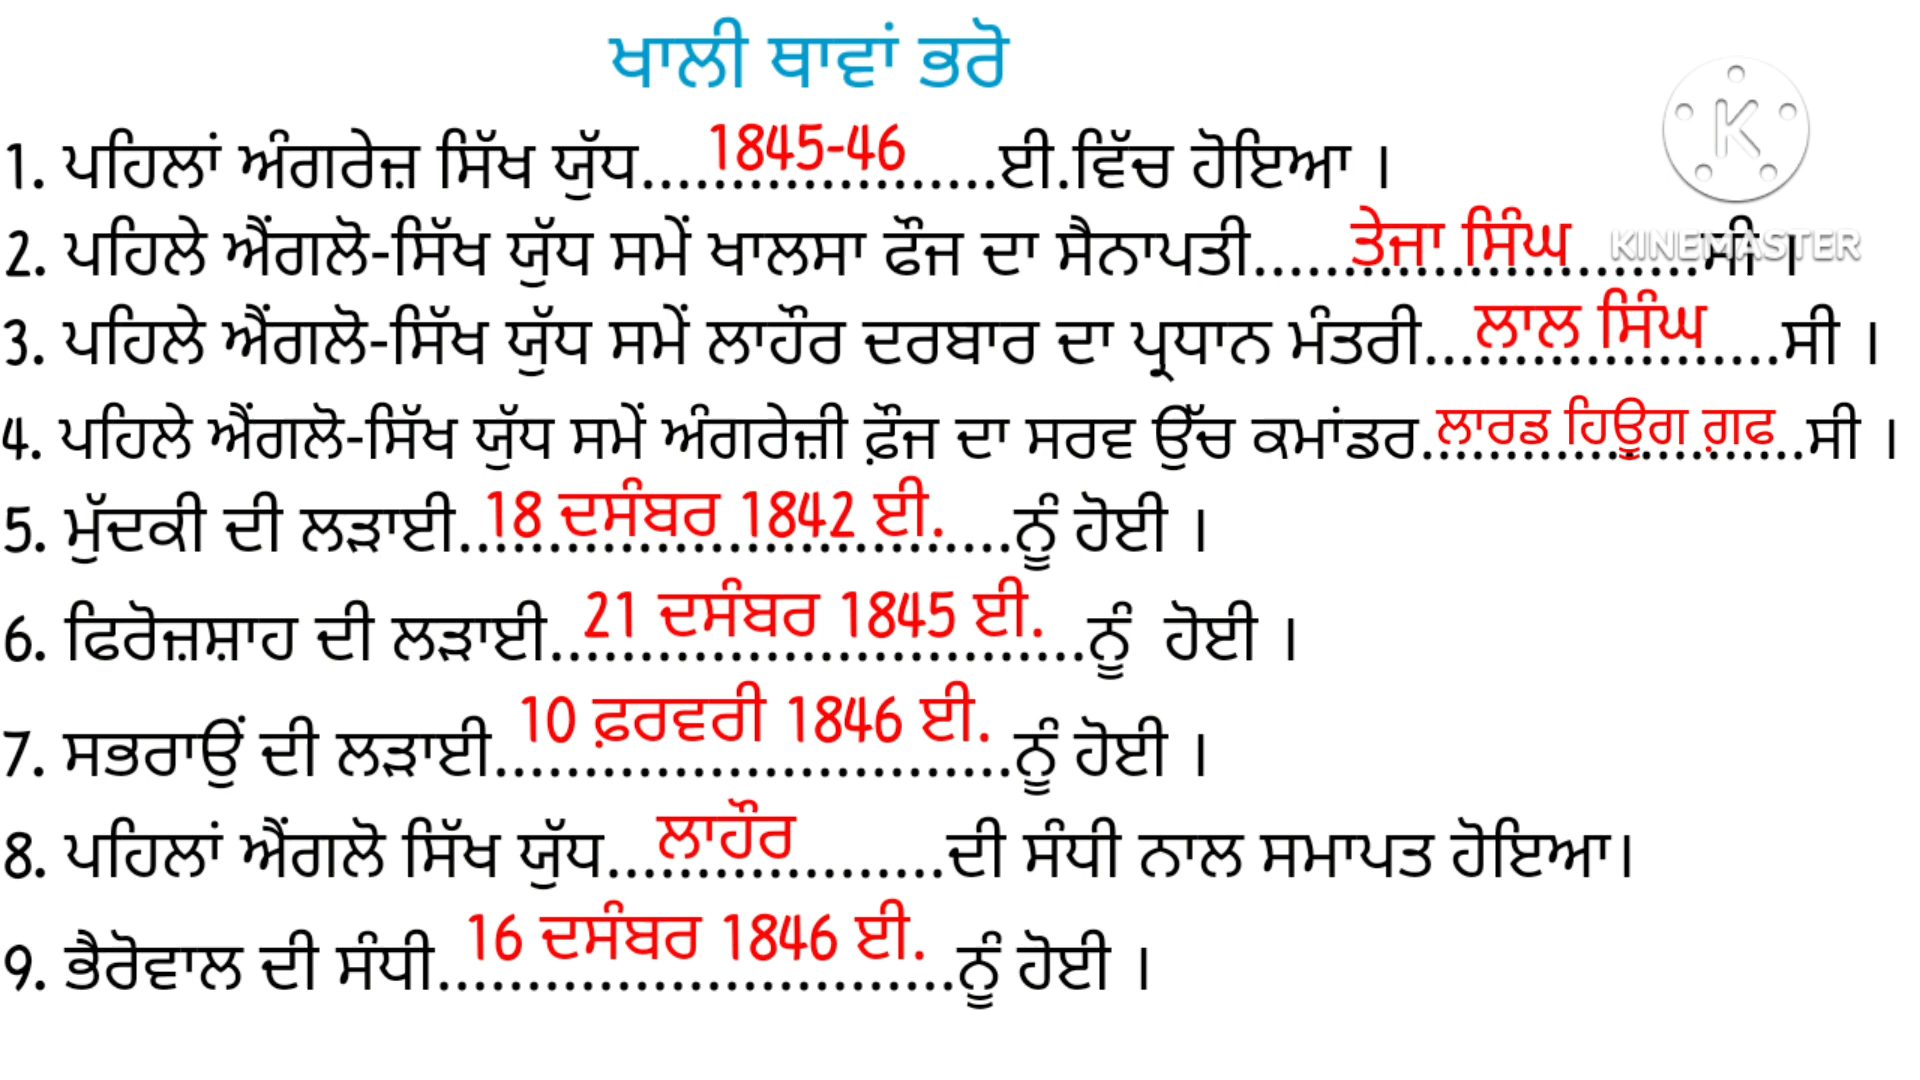 ਖਾਲੀ ਥਾਵਾਂ ਭਰੋ
1. ਪਹਿਲਾਂ ਅੰਗਰੇਜ਼ ਸਿੱਖ ਯੁੱਧ....1845-46....ਈ.ਵਿੱਚ ਹੋਇਆ ।
2. ਪਹਿਲੇ ਐਂਗਲੋ-ਸਿੱਖ ਯੁੱਧ ਸਮੇਂ ਖਾਲਸਾ ਫੌਜ ਦਾ ਸੈਨਾਪਤੀ....ਤੇਜਾ ਸਿੰਘ....ਸੀ ।
3. ਪਹਿਲੇ ਐਂਗਲੋ-ਸਿੱਖ ਯੁੱਧ ਸਮੇਂ ਲਾਹੌਰ ਦਰਬਾਰ ਦਾ ਪ੍ਰਧਾਨ ਮੰਤਰੀ....ਲਾਲ ਸਿੰਘ....ਸੀ ।
4. ਪਹਿਲੇ ਐਂਗਲੋ-ਸਿੱਖ ਯੁੱਧ ਸਮੇਂ ਅੰਗਰੇਜ਼ੀ ਫ਼ੌਜ ਦਾ ਸਰਵ ਉੱਚ ਕਮਾਂਡਰ..ਲਾਰਡ ਹਿਊਗ ਗ਼ਫ..ਸੀ ।
5. ਮੁੱਦਕੀ ਦੀ ਲੜਾਈ..18 ਦਸੰਬਰ 1842 ਈ.....ਨੂੰ ਹੋਈ ।
6. ਫਿਰੋਜ਼ਸ਼ਾਹ ਦੀ ਲੜਾਈ..21 ਦਸੰਬਰ 1845 ਈ....ਨੂੰ ਹੋਈ ।
7. ਸਭਰਾਉਂ ਦੀ ਲੜਾਈ..10 ਫ਼ਰਵਰੀ 1846 ਈ...ਨੂੰ ਹੋਈ ।
8. ਪਹਿਲਾਂ ਐਂਗਲੋ ਸਿੱਖ ਯੁੱਧ....ਲਾਹੌਰ........ਦੀ ਸੰਧੀ ਨਾਲ ਸਮਾਪਤ ਹੋਇਆ।
9. ਭੈਰੋਵਾਲ ਦੀ ਸੰਧੀ..16 ਦਸੰਬਰ 1846 ਈ...ਨੂੰ ਹੋਈ ।
K
KINEMASTER